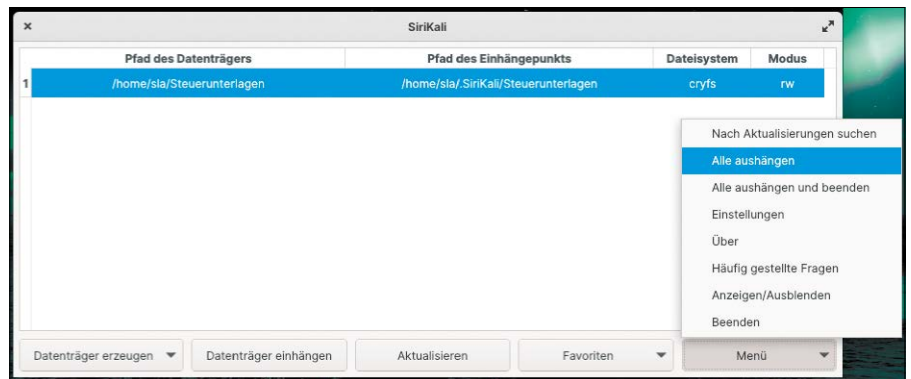 SiriKali
Pfad des Datenträgers Pfad des Einhängepunkts Dateisystem Modus
1 /home/sla/Steuerunterlagen /home/sla/.SiriKali/Steuerunterlagen cryfs rw
Nach Aktualisierungen suchen
Alle aushängen
Alle aushängen und beenden
Einstellungen
Über
Häufig gestellte Fragen
Anzeigen/Ausblenden
Beenden
Datenträger erzeugen Datenträger einhängen Aktualisieren Favoriten Menü